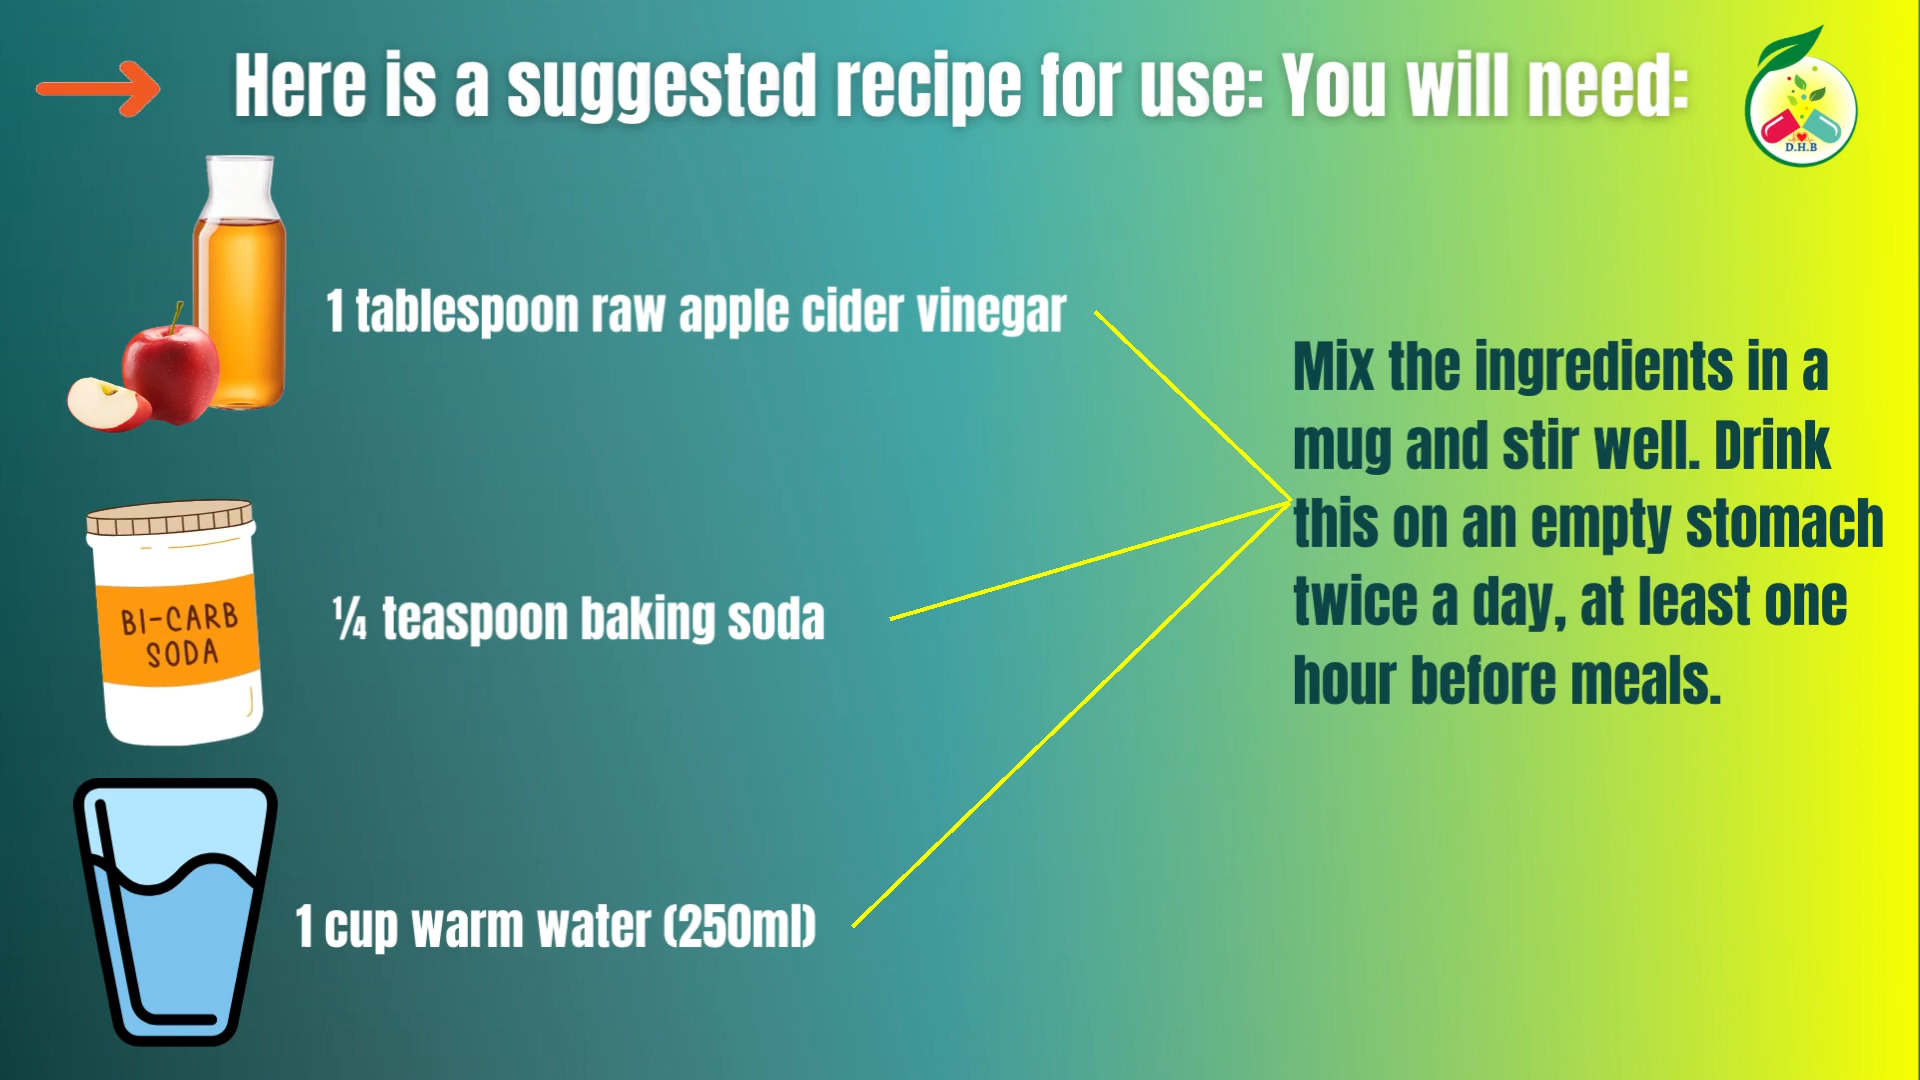 Here is a suggested recipe for use: You will need:
D.H.B
1 tablespoon raw apple cider vinegar
BI-CARB
SODA
¼ teaspoon baking soda
1 cup warm water (250ml)
Mix the ingredients in a
mug and stir well. Drink
this on an empty stomach
twice a day, at least one
hour before meals.